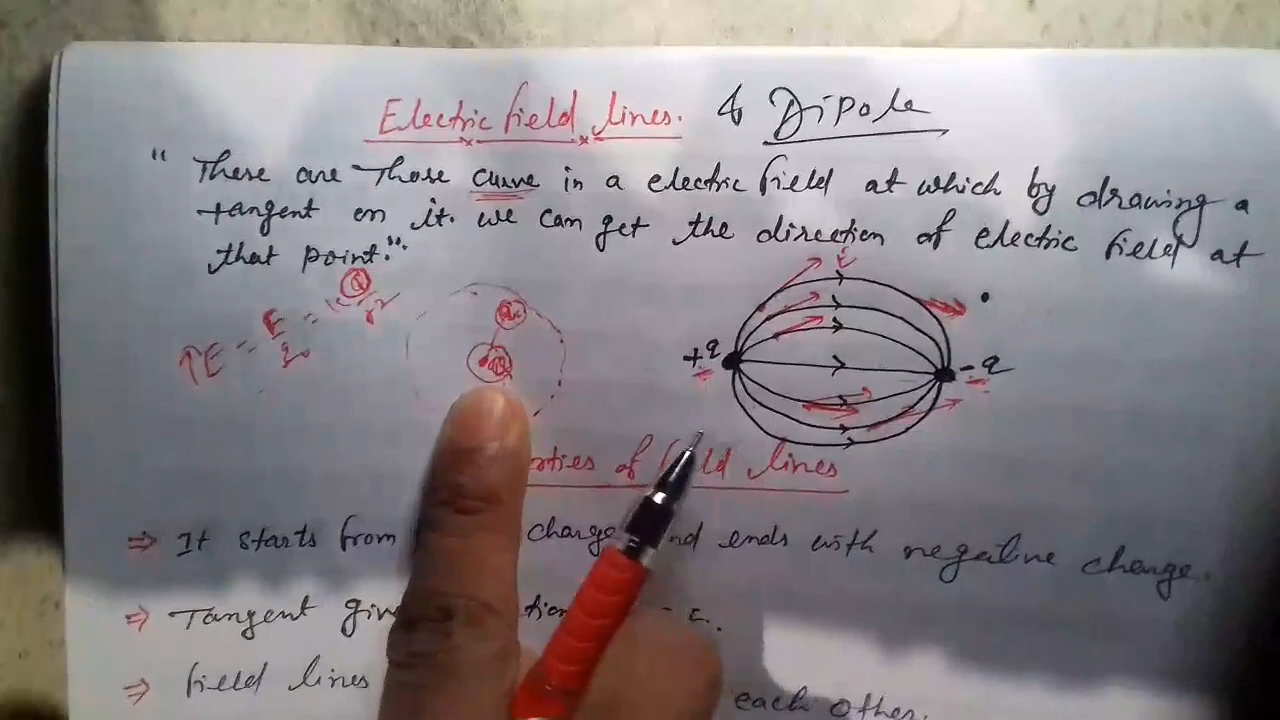 Electric field lines. & Dipole
" There are those curve in a electric field at which by drawing a
tangent on it. we can get the direction of electric field at
that point."
E
↑E = E =
+q
-q
of field lines
⇒ It starts from charge and ends with negative charge.
⇒ Tangent
⇒ field lines each other.